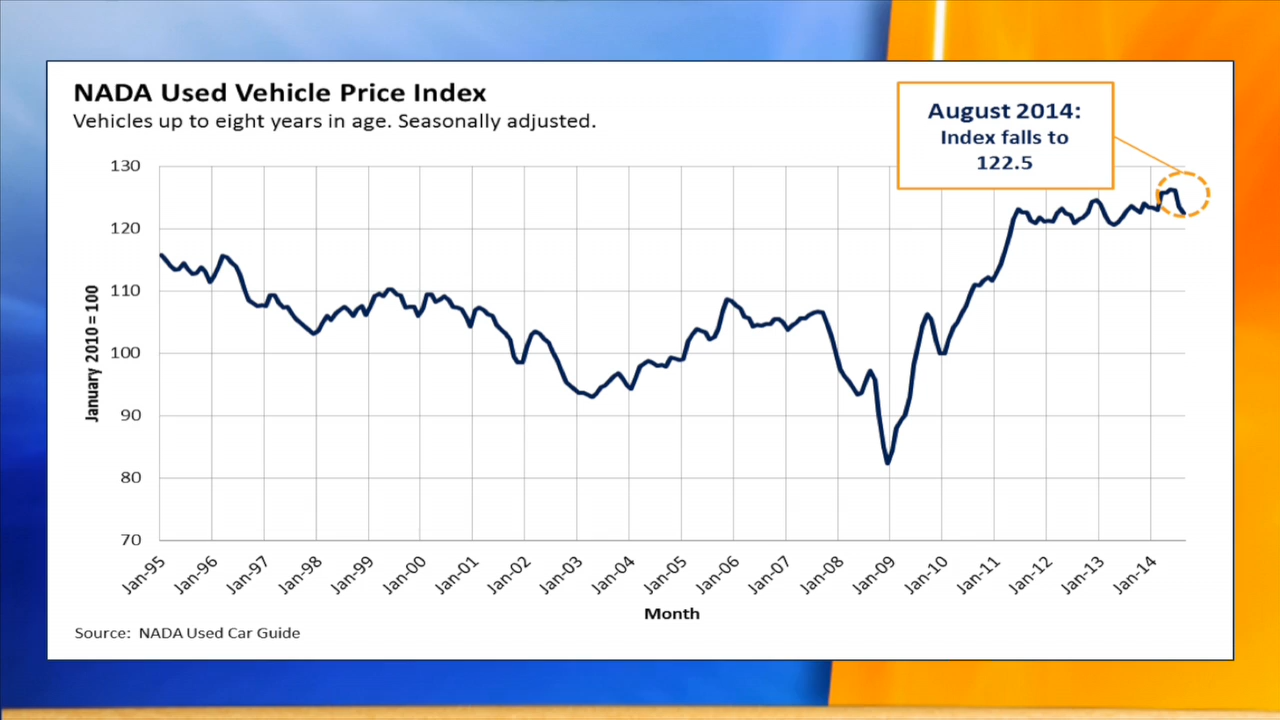 NADA Used Vehicle Price Index
Vehicles up to eight years in age. Seasonally adjusted.
August 2014:
Index falls to
122.5
130
120
110
100
90
80
70
January 2010 = 100
Jan-95
Jan-96
Jan-97
Jan-98
Jan-99
Jan-00
Jan-01
Jan-02
Jan-03
Jan-04
Jan-05
Jan-06
Jan-07
Jan-08
Jan-09
Jan-10
Jan-11
Jan-12
Jan-13
Jan-14
Month
Source: NADA Used Car Guide